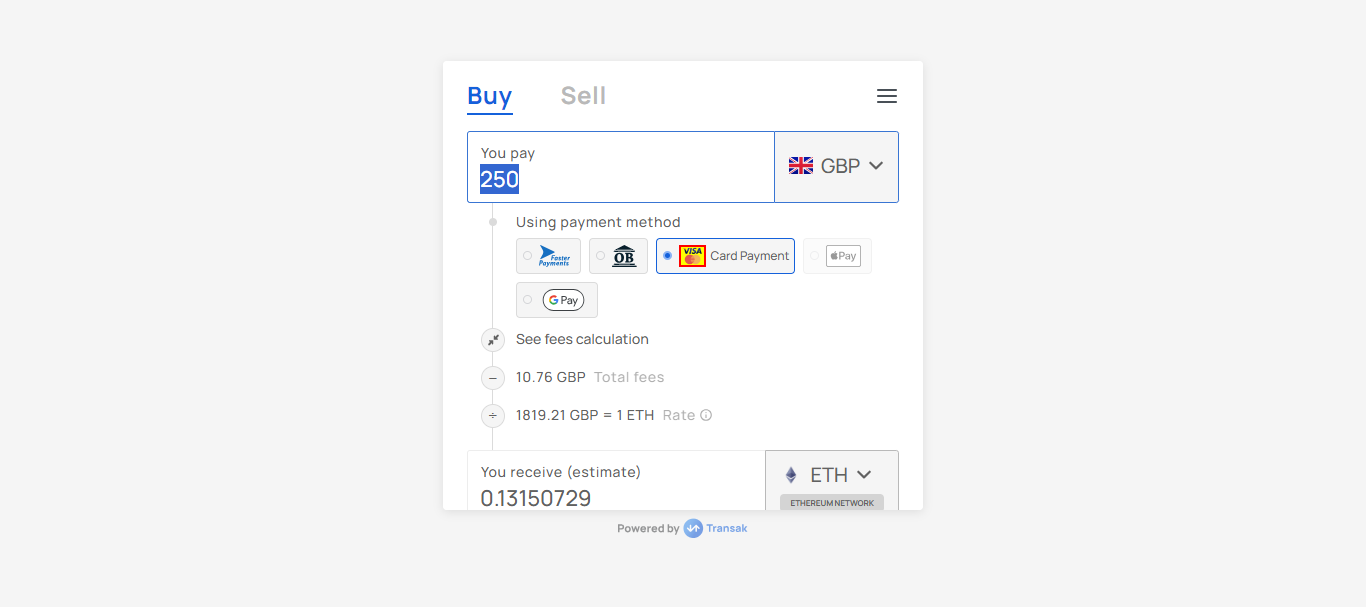 Buy Sell
You pay
250
GBP
Using payment method
Faster Payments
OB
VISA Card Payment
Pay
G Pay
See fees calculation
10.76 GBP Total fees
1819.21 GBP = 1 ETH Rate
You receive (estimate)
0.13150729
ETH
ETHEREUM NETWORK
Powered by Transak